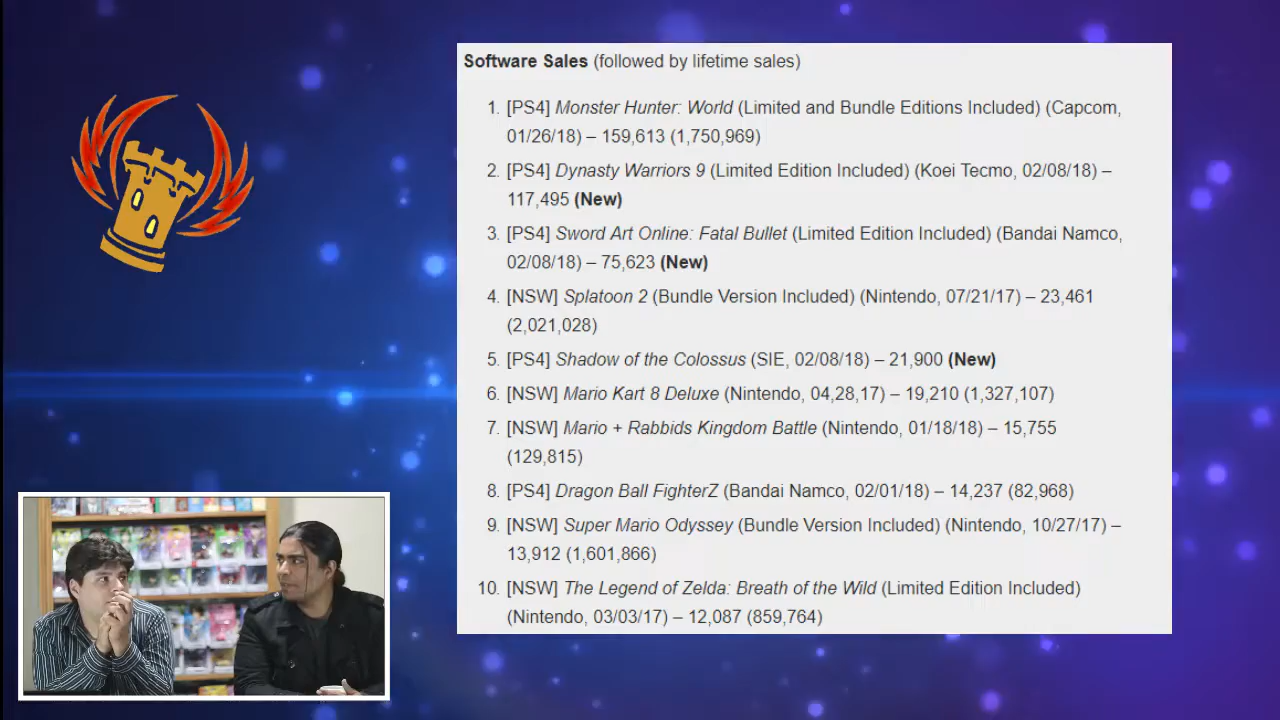 Software Sales (followed by lifetime sales)
1. [PS4] Monster Hunter: World (Limited and Bundle Editions Included) (Capcom,
01/26/18) – 159,613 (1,750,969)
2. [PS4] Dynasty Warriors 9 (Limited Edition Included) (Koei Tecmo, 02/08/18) –
117,495 (New)
3. [PS4] Sword Art Online: Fatal Bullet (Limited Edition Included) (Bandai Namco,
02/08/18) – 75,623 (New)
4. [NSW] Splatoon 2 (Bundle Version Included) (Nintendo, 07/21/17) – 23,461
(2,021,028)
5. [PS4] Shadow of the Colossus (SIE, 02/08/18) – 21,900 (New)
6. [NSW] Mario Kart 8 Deluxe (Nintendo, 04,28,17) – 19,210 (1,327,107)
7. [NSW] Mario + Rabbids Kingdom Battle (Nintendo, 01/18/18) – 15,755
(129,815)
8. [PS4] Dragon Ball FighterZ (Bandai Namco, 02/01/18) – 14,237 (82,968)
9. [NSW] Super Mario Odyssey (Bundle Version Included) (Nintendo, 10/27/17) –
13,912 (1,601,866)
10. [NSW] The Legend of Zelda: Breath of the Wild (Limited Edition Included)
(Nintendo, 03/03/17) – 12,087 (859,764)